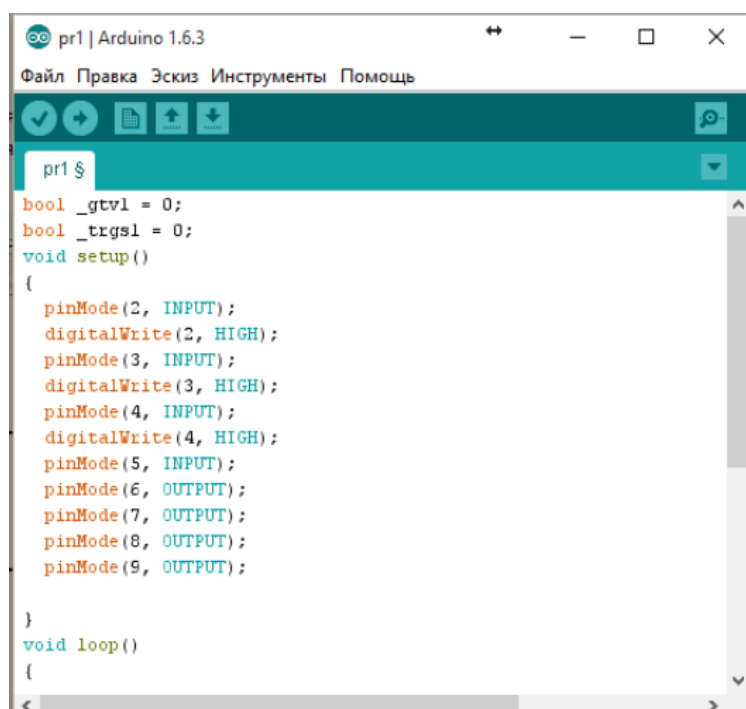 pr1 | Arduino 1.6.3
Файл Правка Эскиз Инструменты Помощь
pr1 §
bool _gtv1 = 0;
bool _trgs1 = 0;
void setup()
{
  pinMode(2, INPUT);
  digitalWrite(2, HIGH);
  pinMode(3, INPUT);
  digitalWrite(3, HIGH);
  pinMode(4, INPUT);
  digitalWrite(4, HIGH);
  pinMode(5, INPUT);
  pinMode(6, OUTPUT);
  pinMode(7, OUTPUT);
  pinMode(8, OUTPUT);
  pinMode(9, OUTPUT);
}
void loop()
{